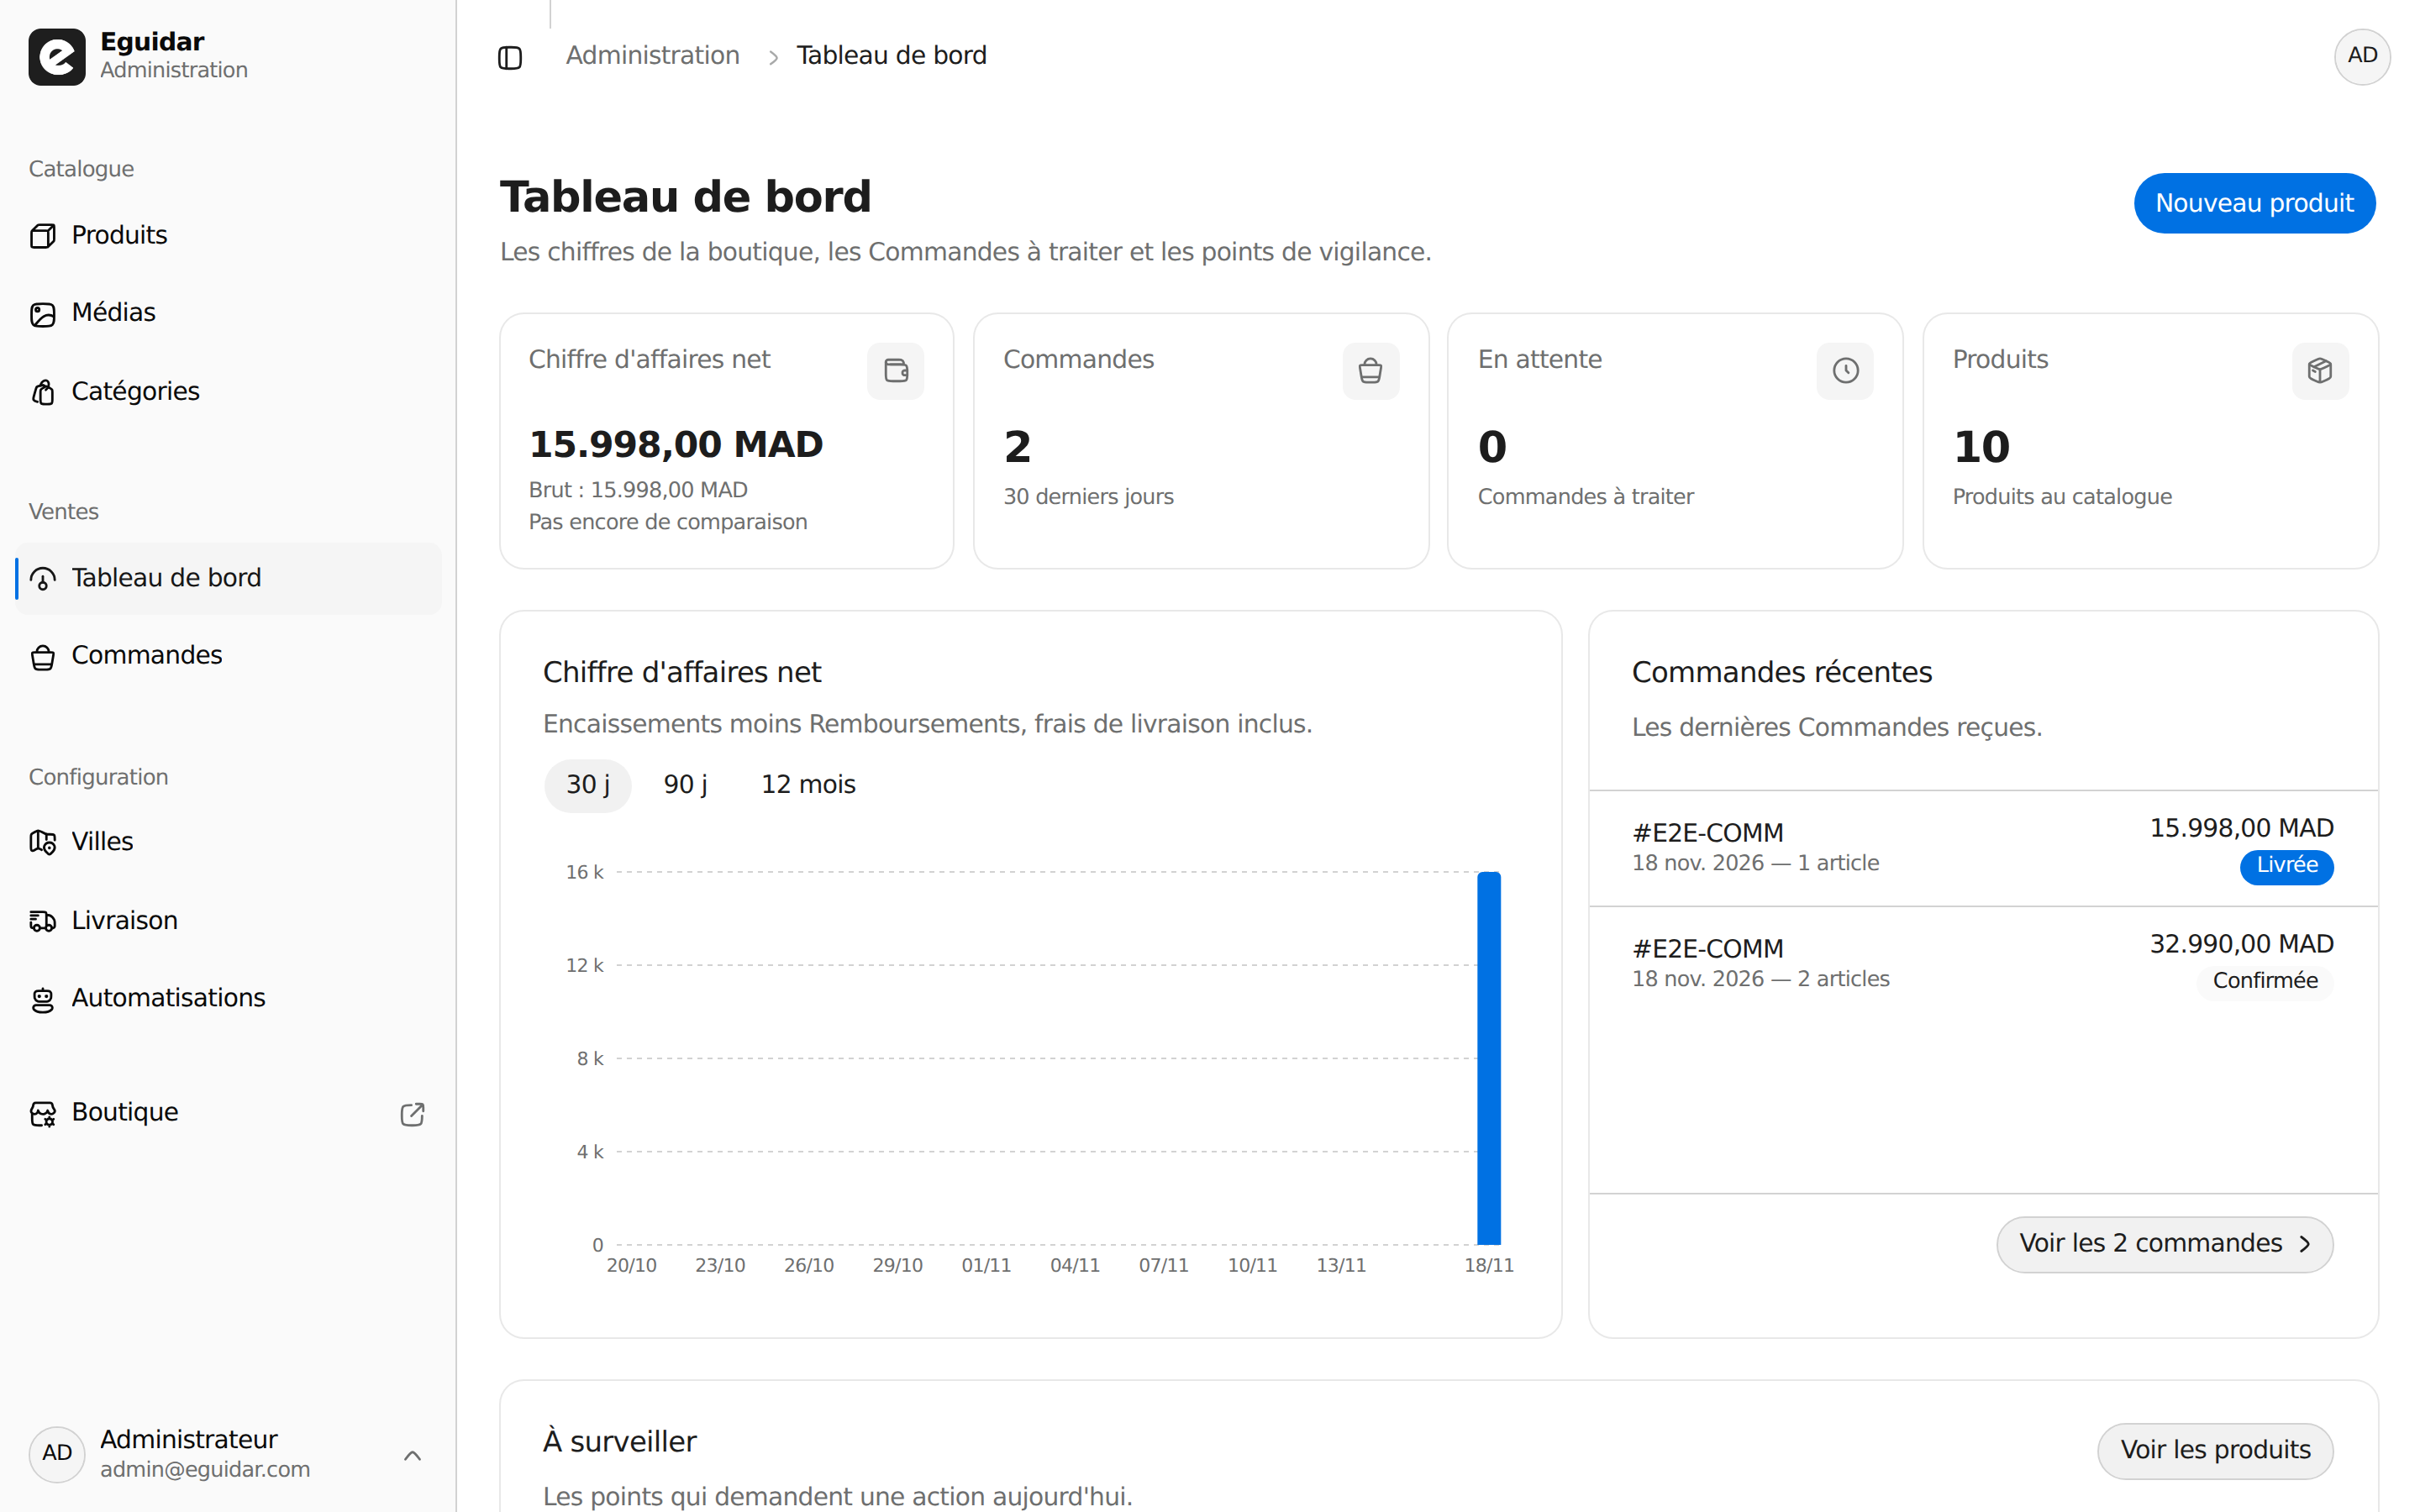 Eguidar
Administration
Catalogue
Produits
Médias
Catégories
Ventes
Tableau de bord
Commandes
Configuration
Villes
Livraison
Automatisations
Boutique
AD
Administrateur
admin@eguidar.com
Administration
Tableau de bord
AD
Tableau de bord
Les chiffres de la boutique, les Commandes à traiter et les points de vigilance.
Nouveau produit
Chiffre d'affaires net
15.998,00 MAD
Brut : 15.998,00 MAD
Pas encore de comparaison
Commandes
2
30 derniers jours
En attente
0
Commandes à traiter
Produits
10
Produits au catalogue
Chiffre d'affaires net
Encaissements moins Remboursements, frais de livraison inclus.
30 j 90 j 12 mois
16 k
12 k
8 k
4 k
0
20/10 23/10 26/10 29/10 01/11 04/11 07/11 10/11 13/11 18/11
Commandes récentes
Les dernières Commandes reçues.
#E2E-COMM
18 nov. 2026 — 1 article
15.998,00 MAD
Livrée
#E2E-COMM
18 nov. 2026 — 2 articles
32.990,00 MAD
Confirmée
Voir les 2 commandes
À surveiller
Les points qui demandent une action aujourd'hui.
Voir les produits